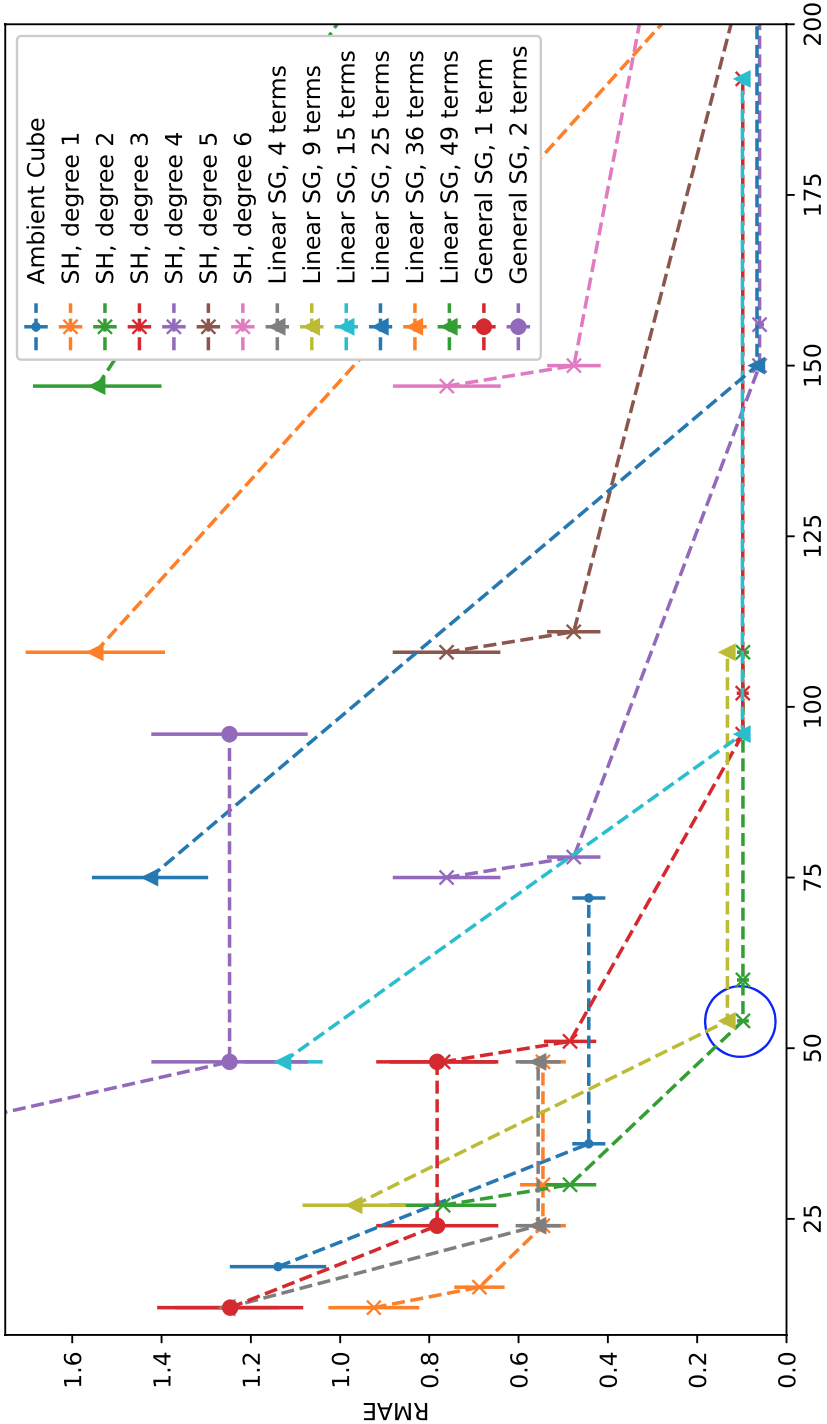 Ambient Cube
SH, degree 1
SH, degree 2
SH, degree 3
SH, degree 4
SH, degree 5
SH, degree 6
Linear SG, 4 terms
Linear SG, 9 terms
Linear SG, 15 terms
Linear SG, 25 terms
Linear SG, 36 terms
Linear SG, 49 terms
General SG, 1 term
General SG, 2 terms
RMAE
1.6
1.4
1.2
1.0
0.8
0.6
0.4
0.2
0.0
25
50
75
100
125
150
175
200